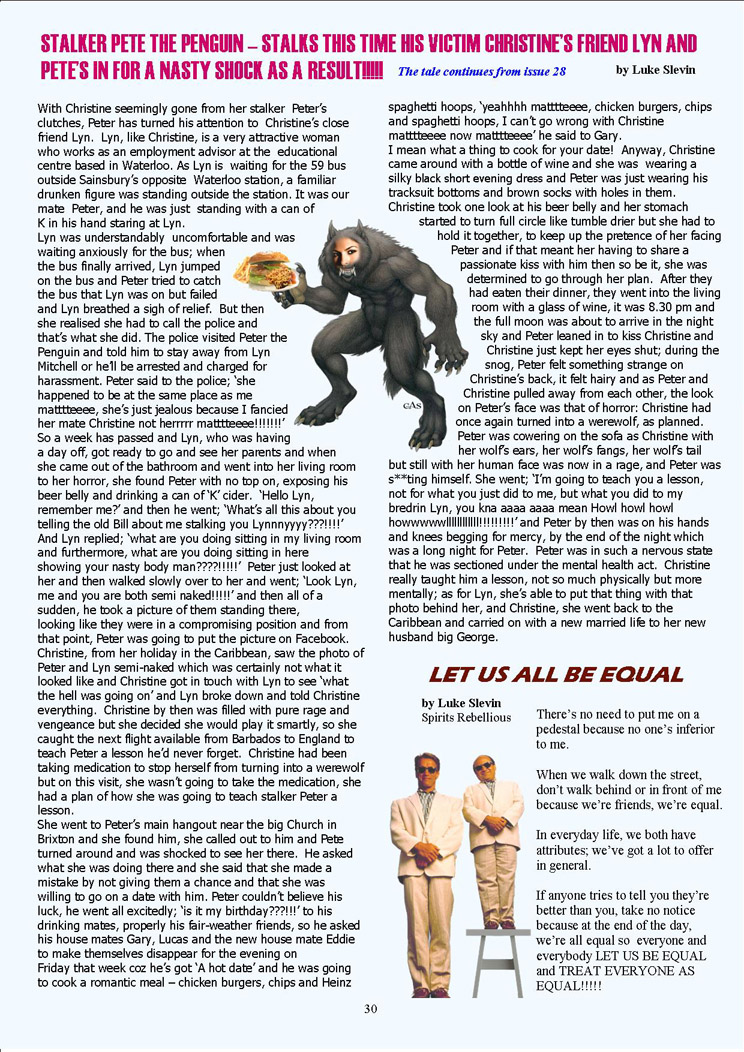 STALKER PETE THE PENGUIN – STALKS THIS TIME HIS VICTIM CHRISTINE'S FRIEND LYN AND
PETE'S IN FOR A NASTY SHOCK AS A RESULT!!!!! The tale continues from issue 28 by Luke Slevin
With Christine seemingly gone from her stalker Peter's
clutches, Peter has turned his attention to Christine's close
friend Lyn. Lyn, like Christine, is a very attractive woman
who works as an employment advisor at the educational
centre based in Waterloo. As Lyn is waiting for the 59 bus
outside Sainsbury's opposite Waterloo station, a familiar
drunken figure was standing outside the station. It was our
mate Peter, and he was just standing with a can of
K in his hand staring at Lyn.
Lyn was understandably uncomfortable and was
waiting anxiously for the bus; when
the bus finally arrived, Lyn jumped
on the bus and Peter tried to catch
the bus that Lyn was on but failed
and Lyn breathed a sigh of relief. But then
she realised she had to call the police and
that's what she did. The police visited Peter the
Penguin and told him to stay away from Lyn
Mitchell or he'll be arrested and charged for
harassment. Peter said to the police; 'she
happened to be at the same place as me
matttteeee, she's just jealous because I fancied
her mate Christine not herrrrr mattteeee!!!!!!!'
So a week has passed and Lyn, who was having
a day off, got ready to go and see her parents and when
she came out of the bathroom and went into her living room
to her horror, she found Peter with no top on, exposing his
beer belly and drinking a can of 'K' cider. 'Hello Lyn,
remember me?' and then he went; 'What's all this about you
telling the old Bill about me stalking you Lynnnyyyy???!!!!'
And Lyn replied; 'what are you doing sitting in my living room
and furthermore, what are you doing sitting in here
showing your nasty body man????!!!!!' Peter just looked at
her and then walked slowly over to her and went; 'Look Lyn,
me and you are both semi naked!!!!!' and then all of a
sudden, he took a picture of them standing there,
looking like they were in a compromising position and from
that point, Peter was going to put the picture on Facebook.
Christine, from her holiday in the Caribbean, saw the photo of
Peter and Lyn semi-naked which was certainly not what it
looked like and Christine got in touch with Lyn to see 'what
the hell was going on' and Lyn broke down and told Christine
everything. Christine by then was filled with pure rage and
vengeance but she decided she would play it smartly, so she
caught the next flight available from Barbados to England to
teach Peter a lesson he'd never forget. Christine had been
taking medication to stop herself from turning into a werewolf
but on this visit, she wasn't going to take the medication, she
had a plan of how she was going to teach stalker Peter a
lesson.
She went to Peter's main hangout near the big Church in
Brixton and she found him, she called out to him and Pete
turned around and was shocked to see her there. He asked
what she was doing there and she said that she made a
mistake by not giving them a chance and that she was
willing to go on a date with him. Peter couldn't believe his
luck, he went all excitedly; 'is it my birthday???!!!' to his
drinking mates, properly his fair-weather friends, so he asked
his house mates Gary, Lucas and the new house mate Eddie
to make themselves disappear for the evening on
Friday that week coz he's got 'A hot date' and he was going
to cook a romantic meal – chicken burgers, chips and Heinz
spaghetti hoops, 'yeahhhh mattteeee, chicken burgers, chips
and spaghetti hoops, I can't go wrong with Christine
mattteeee now mattteeee' he said to Gary.
I mean what a thing to cook for your date! Anyway, Christine
came around with a bottle of wine and she was wearing a
silky black short evening dress and Peter was just wearing his
tracksuit bottoms and brown socks with holes in them.
Christine took one look at his beer belly and her stomach
started to turn full circle like tumble drier but she had to
hold it together, to keep up the pretence of her facing
Peter and if that meant her having to share a
passionate kiss with him then so be it, she was
determined to go through her plan. After they
had eaten their dinner, they went into the living
room with a glass of wine, it was 8.30 pm and
the full moon was about to arrive in the night
sky and Peter leaned in to kiss Christine and
Christine just kept her eyes shut; during the
snog, Peter felt something strange on
Christine's back, it felt hairy and as Peter and
Christine pulled away from each other, the look
on Peter's face was that of horror: Christine had
once again turned into a werewolf, as planned.
Peter was cowering on the sofa as Christine with
her wolf's ears, her wolf's fangs, her wolf's tail
but still with her human face was now in a rage, and Peter was
s**ting himself. She went; 'I'm going to teach you a lesson,
not for what you just did to me, but what you did to my
bredrin Lyn, you kna aaaa aaaa mean Howl howl howl
howwwwwlllllllllllll!!!!!!!!!' and Peter by then was on his hands
and knees begging for mercy, by the end of the night which
was a long night for Peter. Peter was in such a nervous state
that he was sectioned under the mental health act. Christine
really taught him a lesson, not so much physically but more
mentally; as for Lyn, she's able to put that thing with that
photo behind her, and Christine, she went back to the
Caribbean and carried on with a new married life to her new
husband big George.
GAS
LET US ALL BE EQUAL
by Luke Slevin
Spirits Rebellious
There's no need to put me on a
pedestal because no one's inferior
to me.
When we walk down the street,
don't walk behind or in front of me
because we're friends, we're equal.
In everyday life, we both have
attributes; we've got a lot to offer
in general.
If anyone tries to tell you they're
better than you, take no notice
because at the end of the day,
we're all equal so everyone and
everybody LET US BE EQUAL
and TREAT EVERYONE AS
EQUAL!!!!!
30